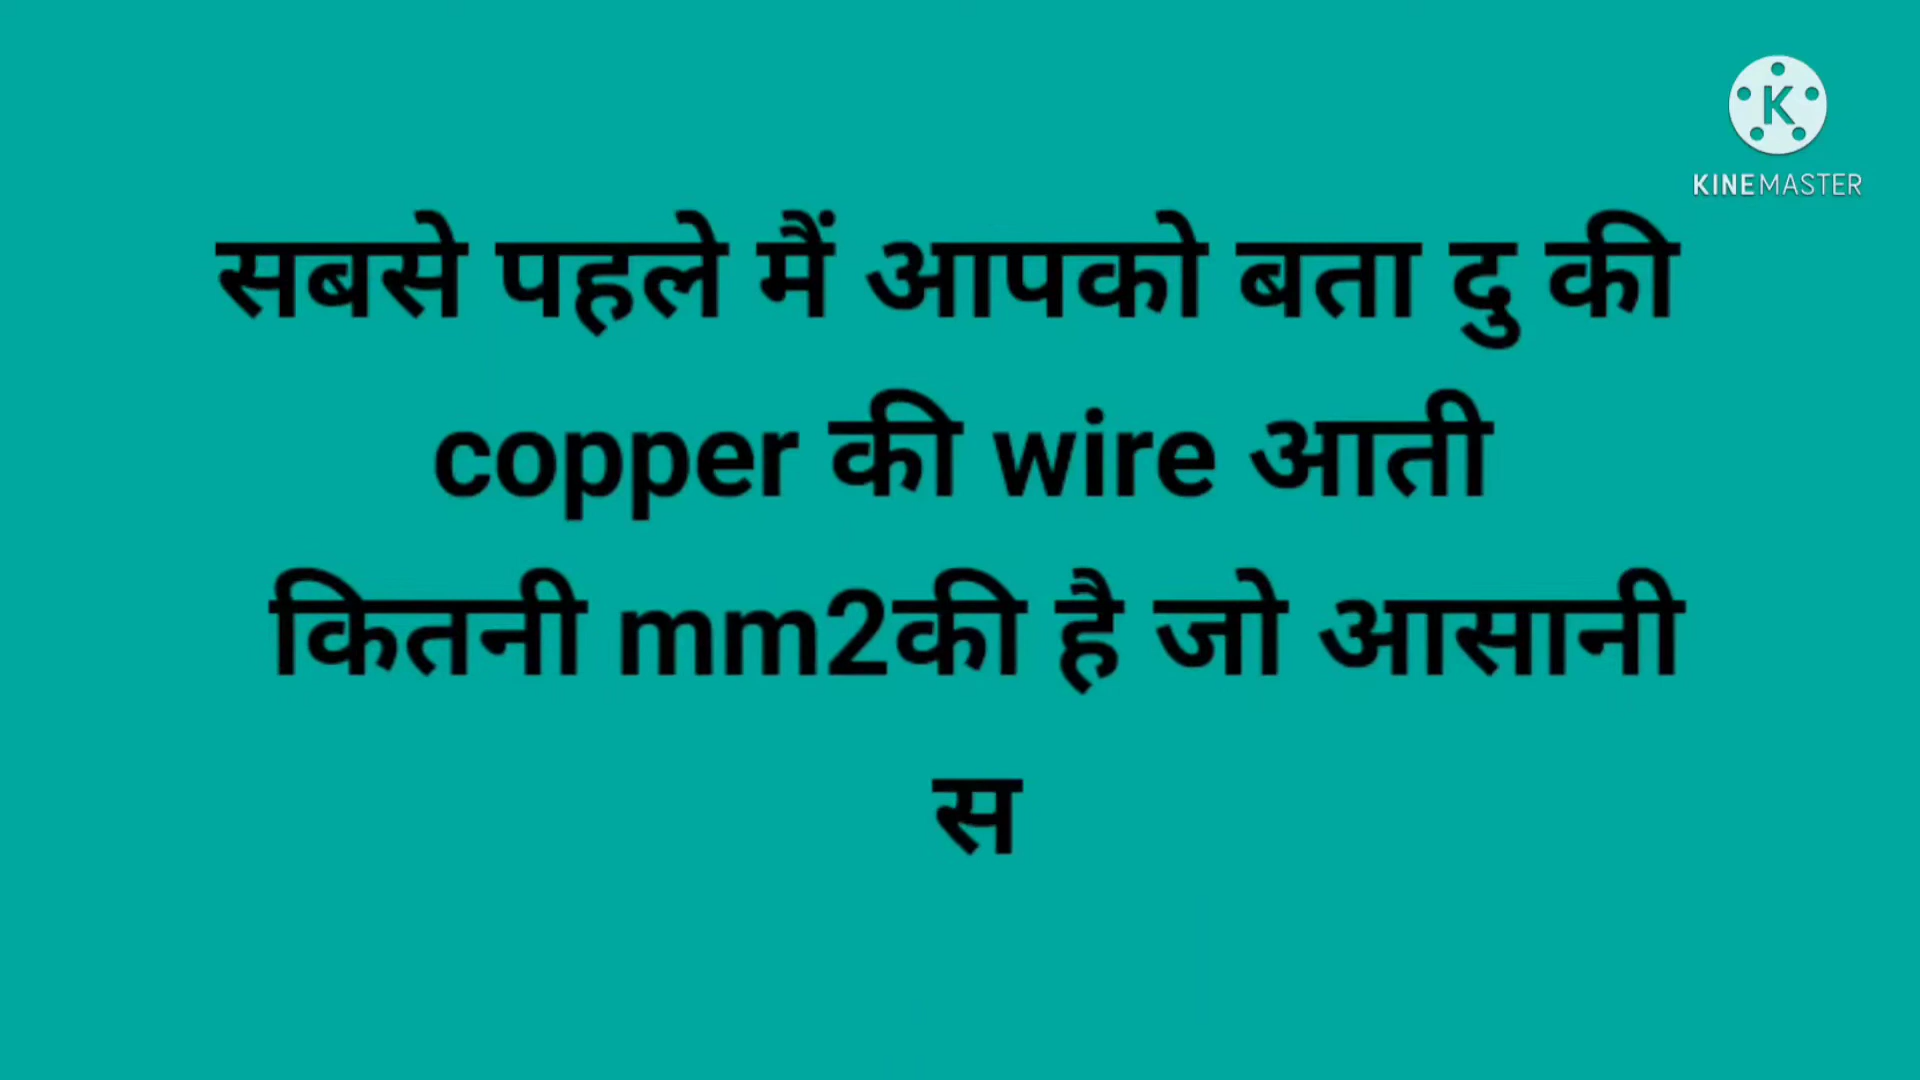 KINEMASTER
सबसे पहले मैं आपको बता दु की
copper की wire आती
कितनी mm2की है जो आसानी
स